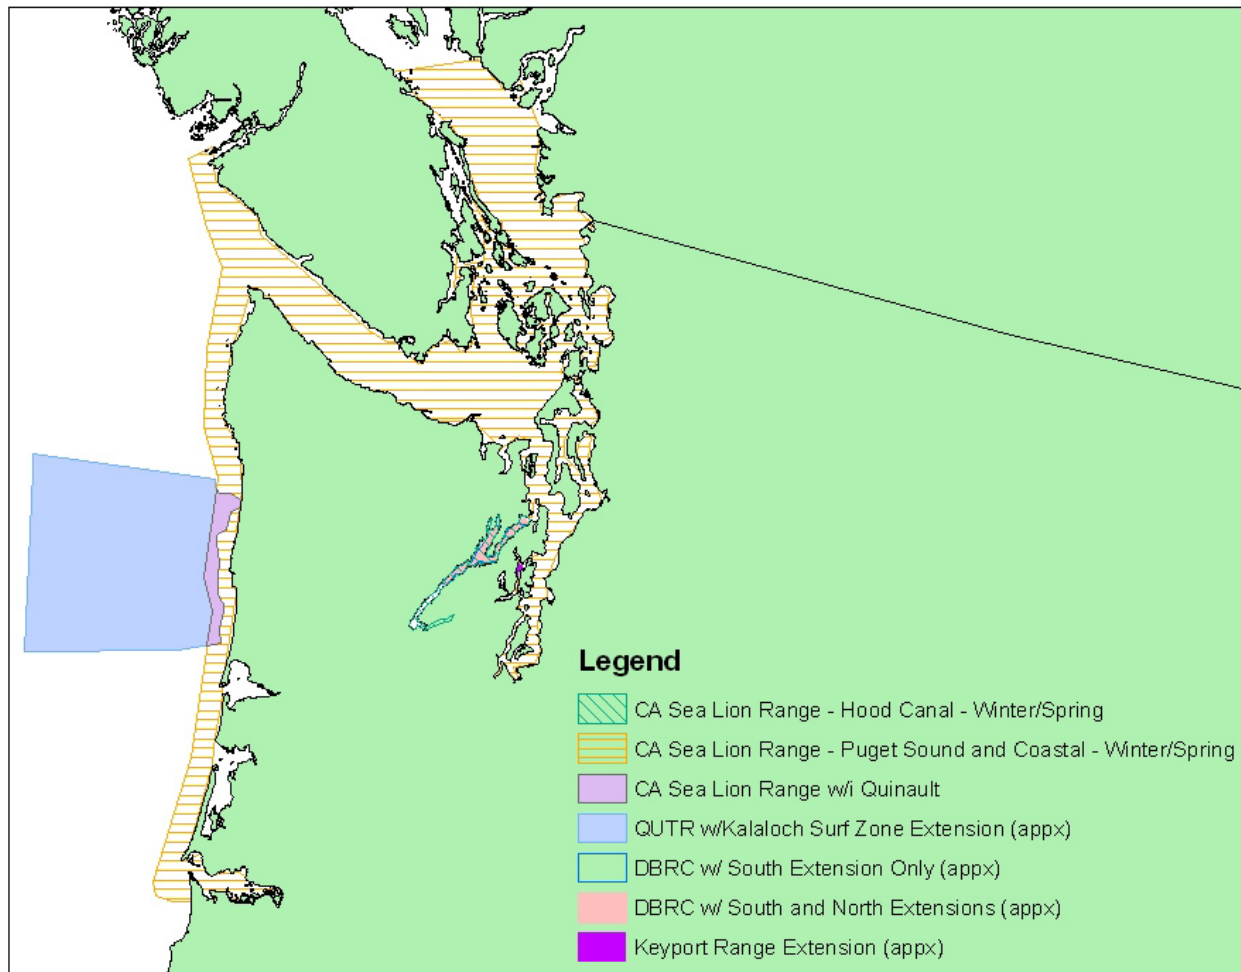 Legend
CA Sea Lion Range - Hood Canal - Winter/Spring
CA Sea Lion Range - Puget Sound and Coastal - Winter/Spring
CA Sea Lion Range w/i Quinault
QUTR w/Kalaloch Surf Zone Extension (appx)
DBRC w/ South Extension Only (appx)
DBRC w/ South and North Extensions (appx)
Keyport Range Extension (appx)